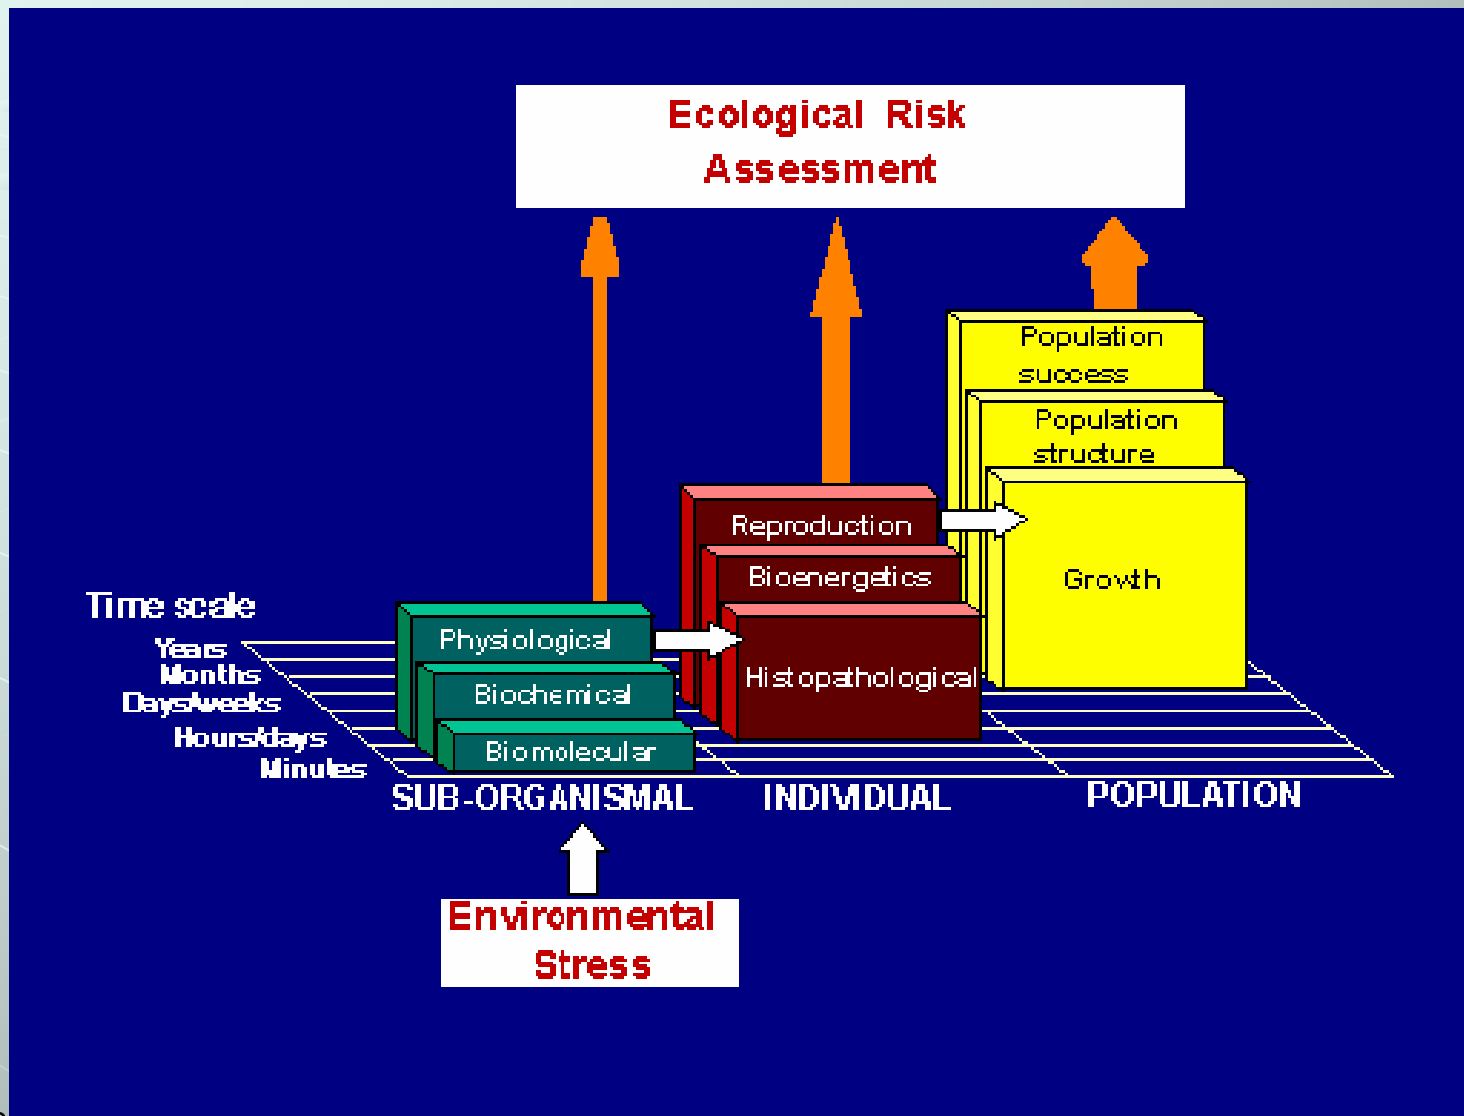 Ecological Risk
Assessment
Population
success
Population
structure
Growth
Reproduction
Bioenergetics
Histopathological
Physiological
Biochemical
Biomolecular
Time scale
Years
Months
Days/weeks
Hours/days
Minutes
SUB-ORGANISMAL
INDIVIDUAL
POPULATION
Environmental
Stress